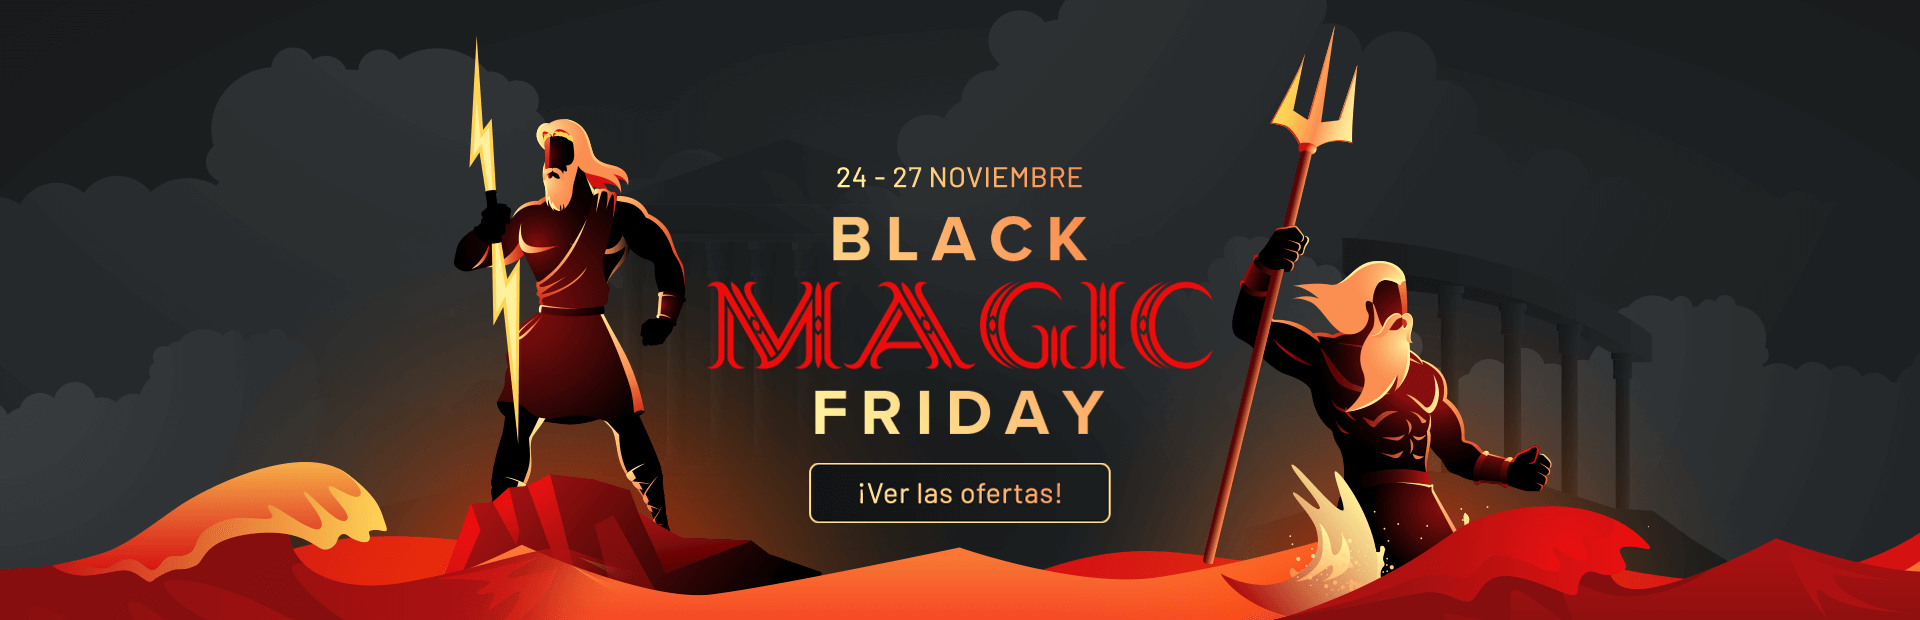 24 - 27 NOVIEMBRE
BLACK
MAGIC
FRIDAY
¡Ver las ofertas!